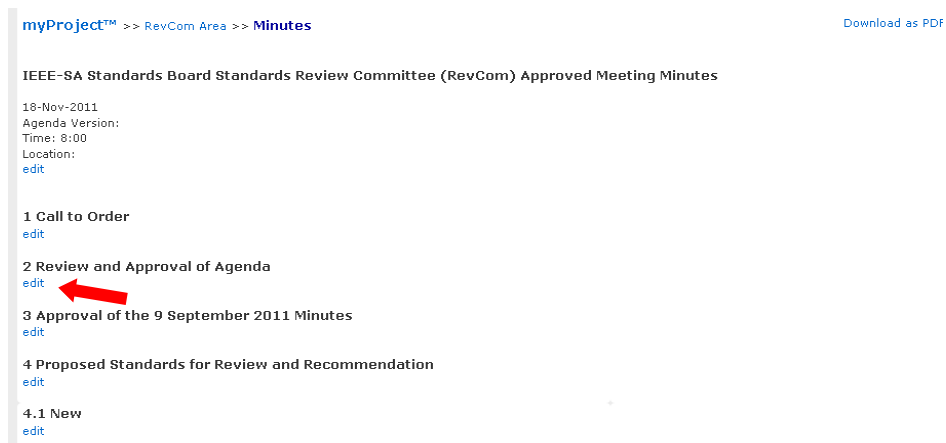 myProject™ >> RevCom Area >> Minutes
Download as PDF
IEEE-SA Standards Board Standards Review Committee (RevCom) Approved Meeting Minutes
18-Nov-2011
Agenda Version:
Time: 8:00
Location:
edit
1 Call to Order
edit
2 Review and Approval of Agenda
edit
3 Approval of the 9 September 2011 Minutes
edit
4 Proposed Standards for Review and Recommendation
edit
4.1 New
edit